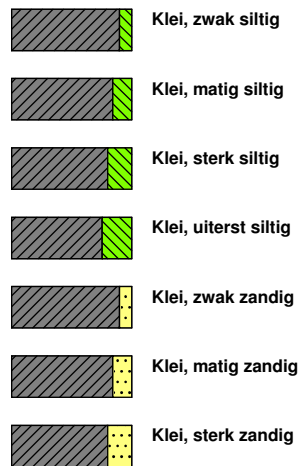 Klei, zwak siltig
Klei, matig siltig
Klei, sterk siltig
Klei, uiterst siltig
Klei, zwak zandig
Klei, matig zandig
Klei, sterk zandig